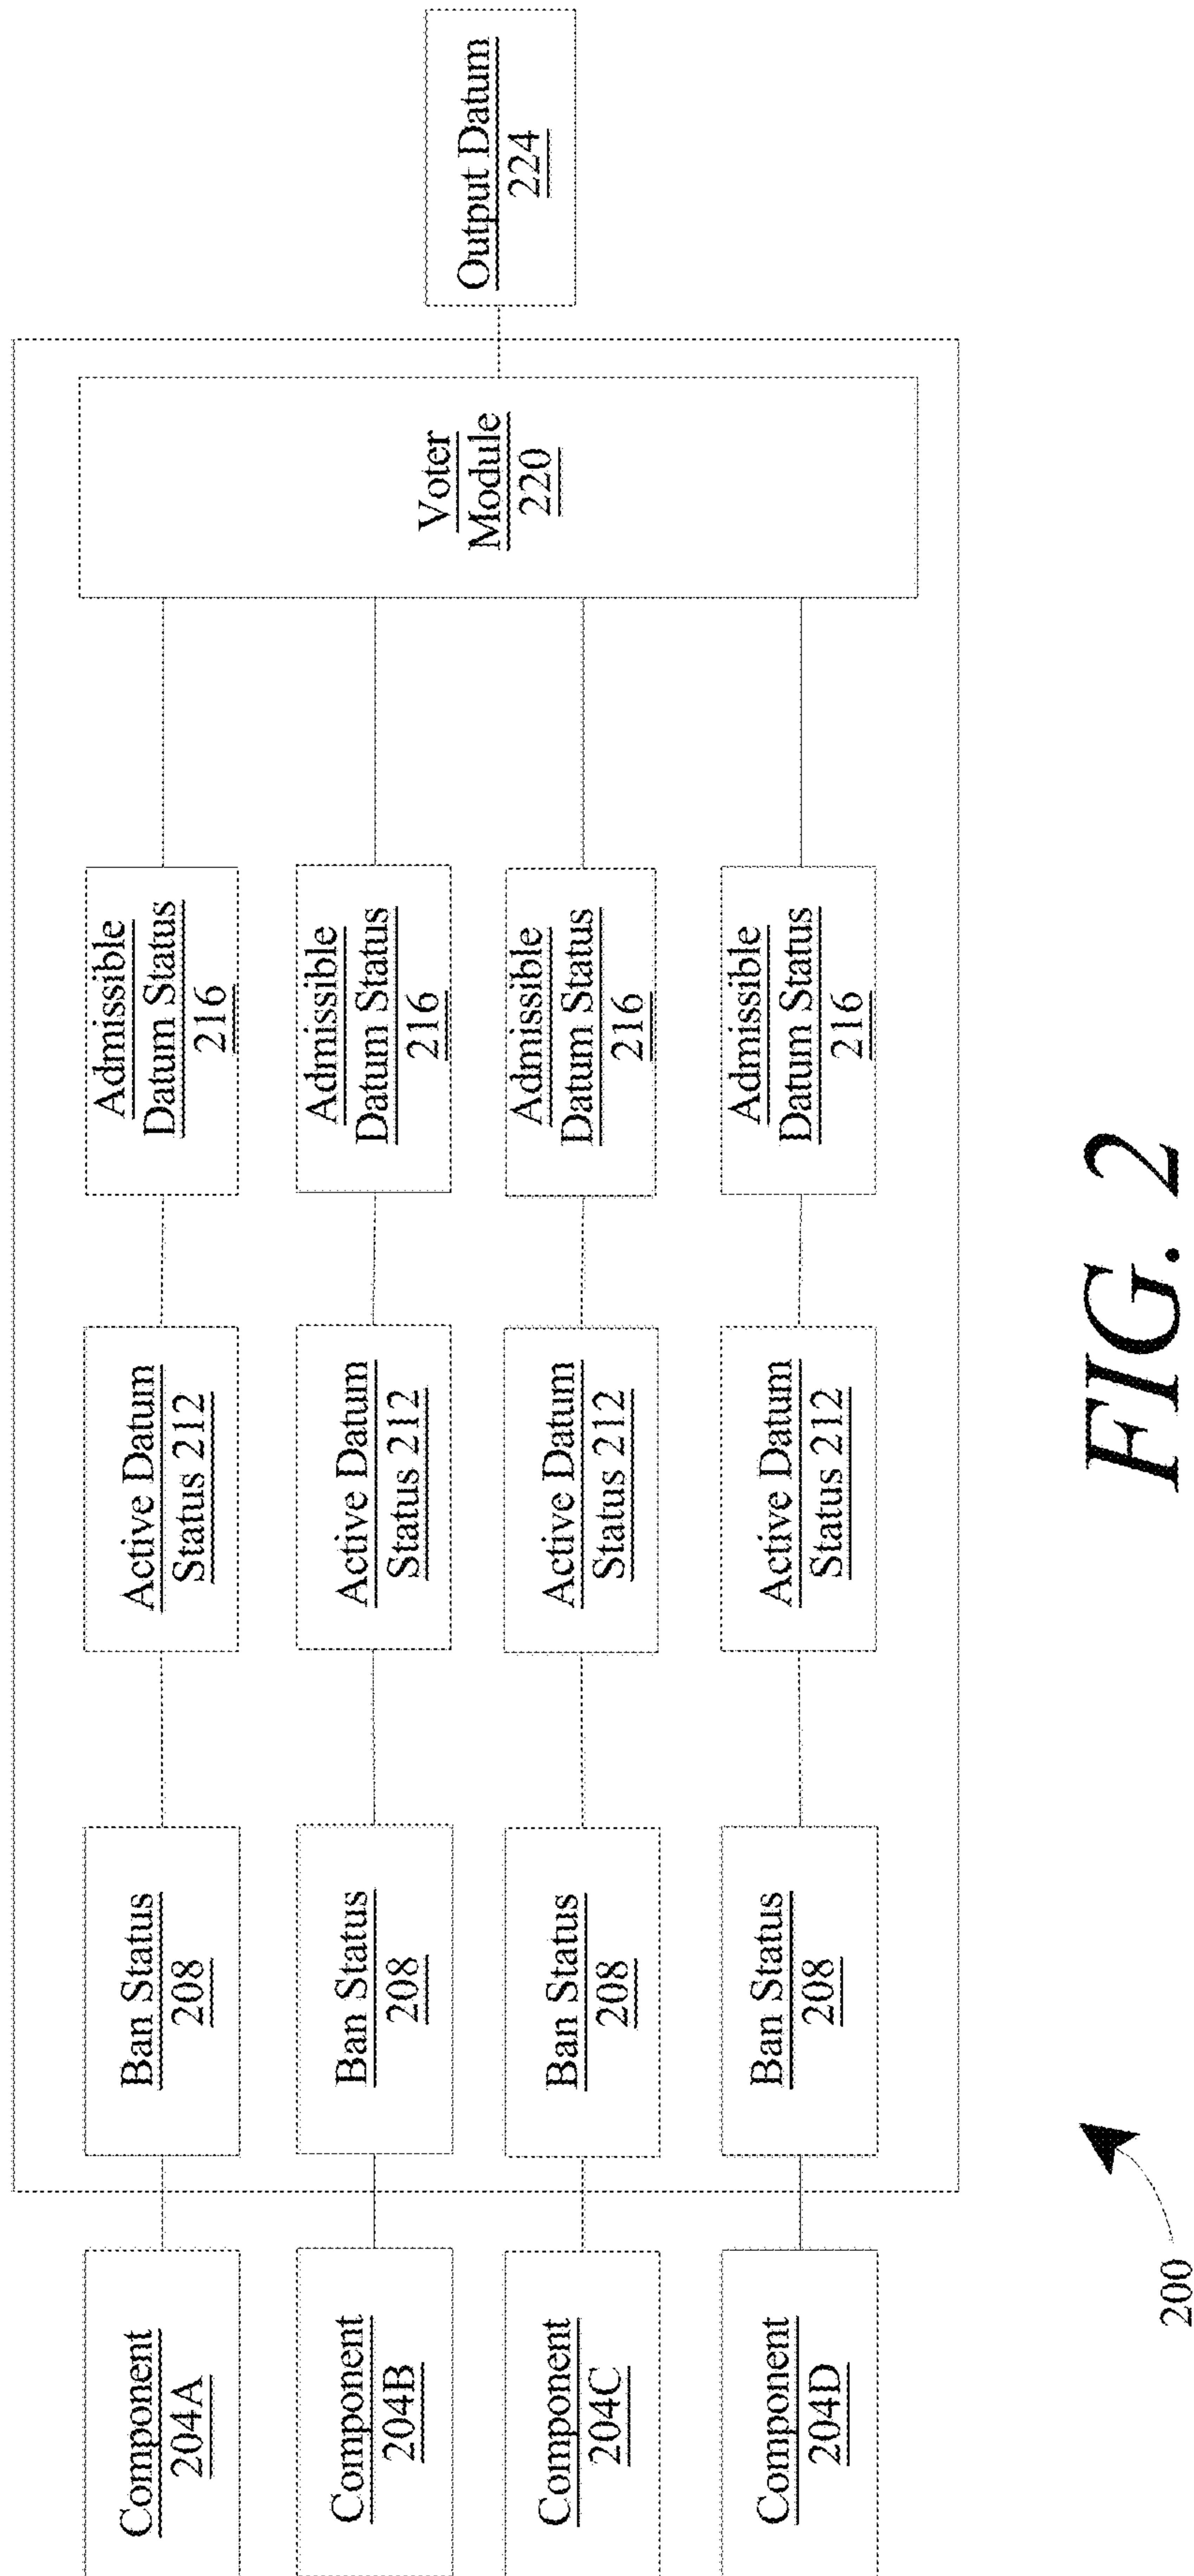 Component
204A
Ban Status
208
Active Datum
Status 212
Admissible
Datum Status
216
Component
204B
Ban Status
208
Active Datum
Status 212
Admissible
Datum Status
216
Component
204C
Ban Status
208
Active Datum
Status 212
Admissible
Datum Status
216
Component
204D
Ban Status
208
Active Datum
Status 212
Admissible
Datum Status
216
Voter
Module
220
Output Datum
224
200
FIG. 2